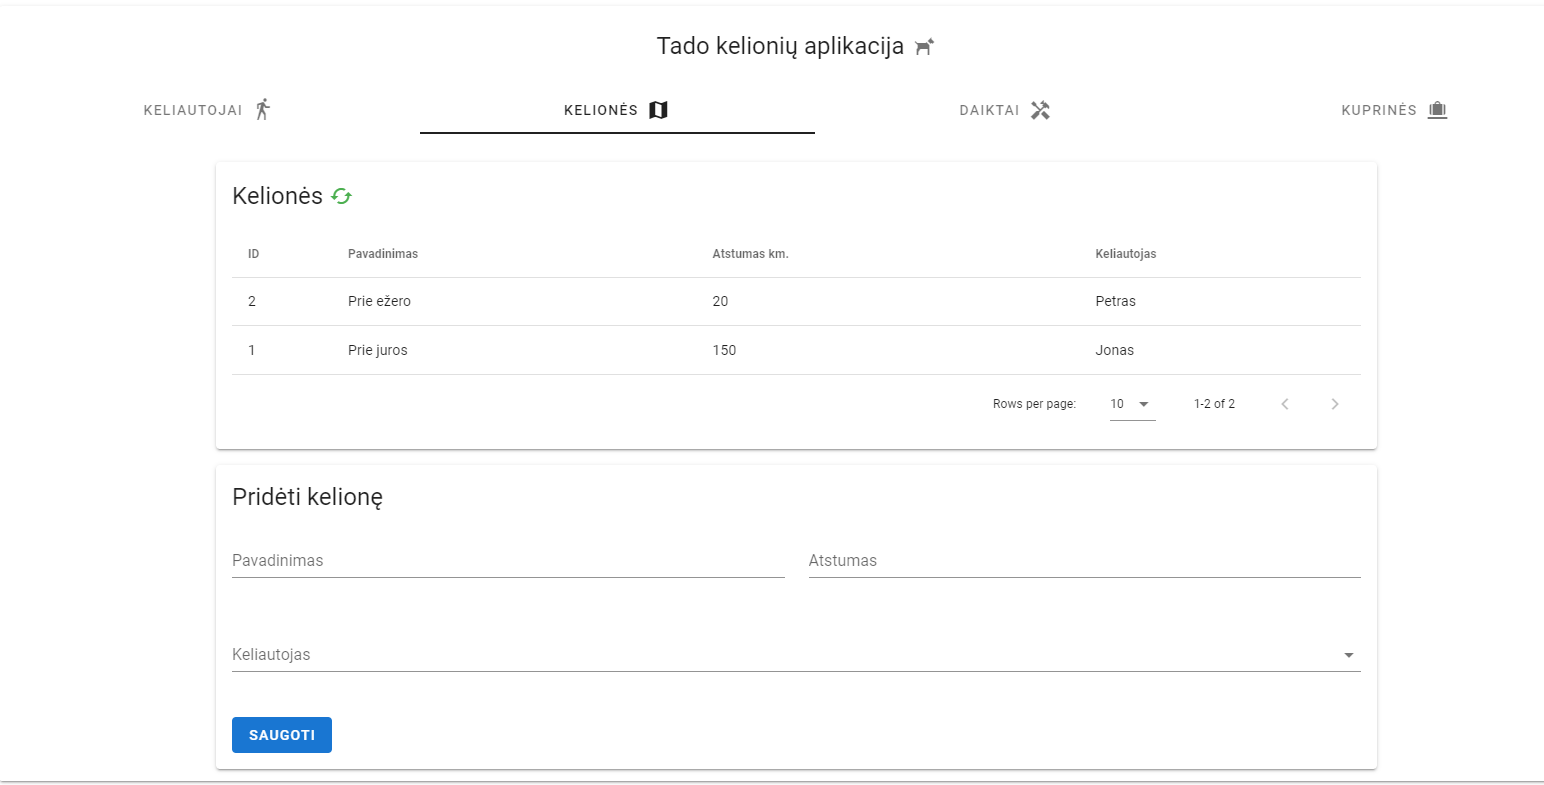 Tado kelionių aplikacija
KELIAUTOJAI KELIONĖS DAIKTAI KUPRINĖS
Kelionės
ID Pavadinimas Atstumas km. Keliautojas
2 Prie ežero 20 Petras
1 Prie juros 150 Jonas
Rows per page: 10 1-2 of 2
Pridėti kelionę
Pavadinimas Atstumas
Keliautojas
SAUGOTI